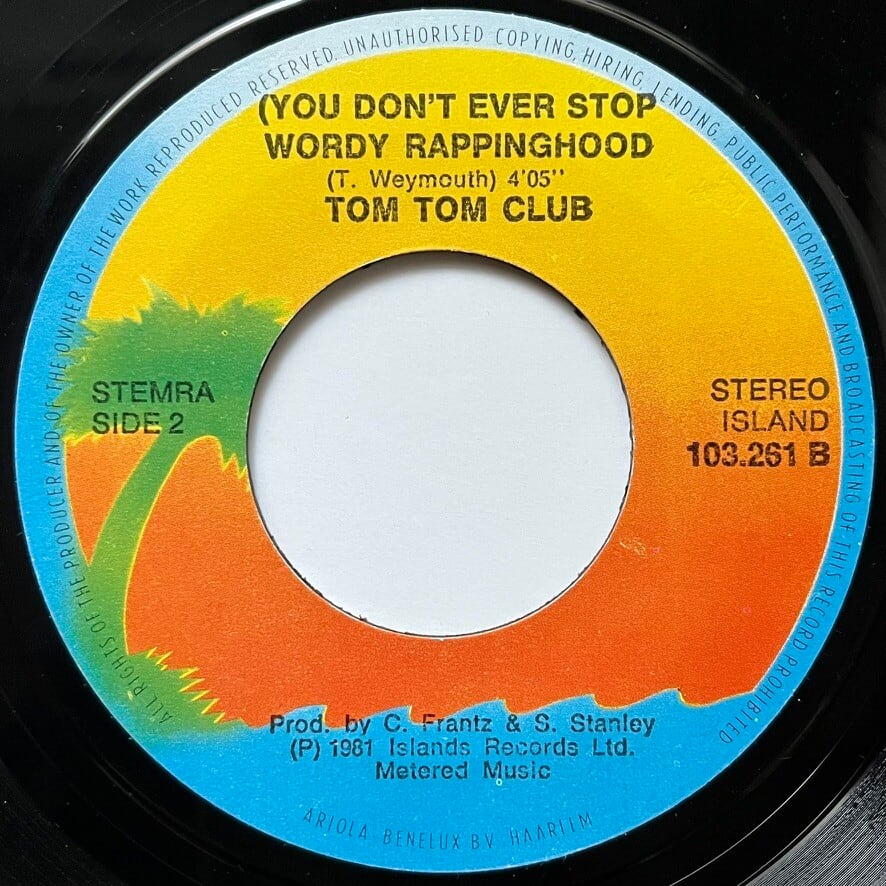 (YOU DON'T EVER STOP
WORDY RAPPINGHOOD
(T. Weymouth) 4'05"
TOM TOM CLUB
STEMRA
SIDE 2
STEREO
ISLAND
103.261 B
Prod. by C. Frantz & S. Stanley
(P) 1981 Islands Records Ltd.
Metered Music
ALL RIGHTS OF THE PRODUCER AND OF THE OWNER OF THE WORK REPRODUCED RESERVED. UNAUTHORISED COPYING, HIRING, LENDING, PUBLIC PERFORMANCE AND BROADCASTING OF THIS RECORD PROHIBITED
ARIOLA BENELUX B.V. HAARLEM